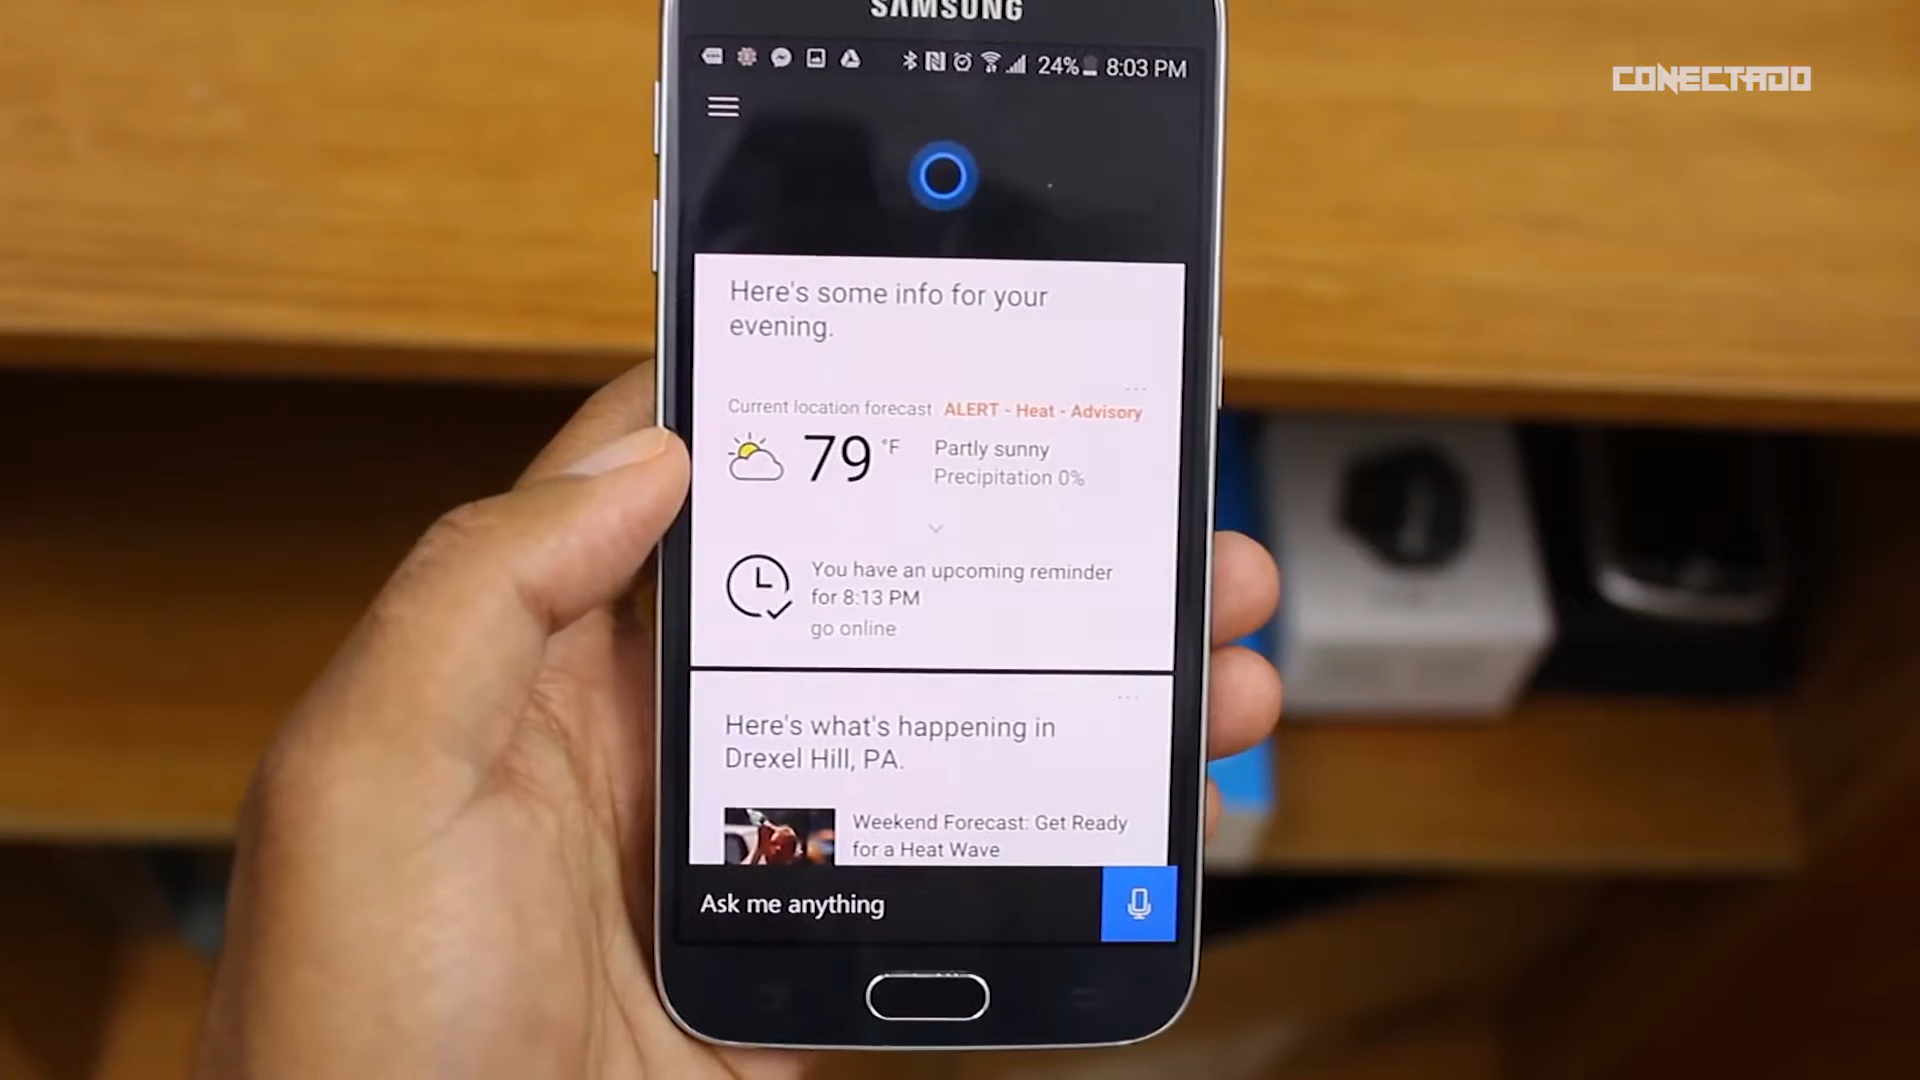 SAMSUNG
24% 8:03 PM
CONECTADO
Here's some info for your
evening.
Current location forecast ALERT - Heat - Advisory
79 °F
Partly sunny
Precipitation 0%
You have an upcoming reminder
for 8:13 PM
go online
Here's what's happening in
Drexel Hill, PA.
Weekend Forecast: Get Ready
for a Heat Wave
Ask me anything